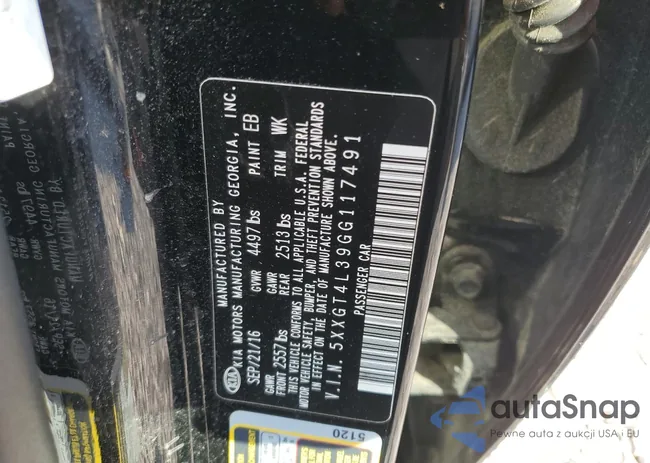 MANUFACTURED BY
KIA KIA MOTORS MANUFACTURING GEORGIA, INC.
SEP/21/16 GVWR 4497 lbs PAINT EB
GAWR FRONT 2557 lbs GAWR REAR 2513 lbs TRIM WK
THIS VEHICLE CONFORMS TO ALL APPLICABLE U.S.A. FEDERAL
MOTOR VEHICLE SAFETY, BUMPER, AND THEFT PREVENTION STANDARDS
IN EFFECT ON THE DATE OF MANUFACTURE SHOWN ABOVE.
V.I.N. 5XXGT4L39GG117491
PASSENGER CAR
5120
autaSnap
Pewne auta z aukcji USA i EU